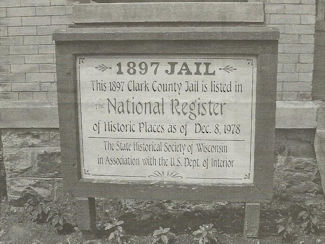 1897 JAIL
This 1897 Clark County Jail is listed in
the National Register
of Historic Places as of Dec. 8, 1978
The State Historical Society of Wisconsin
in Association with the U.S. Dept. of Interior